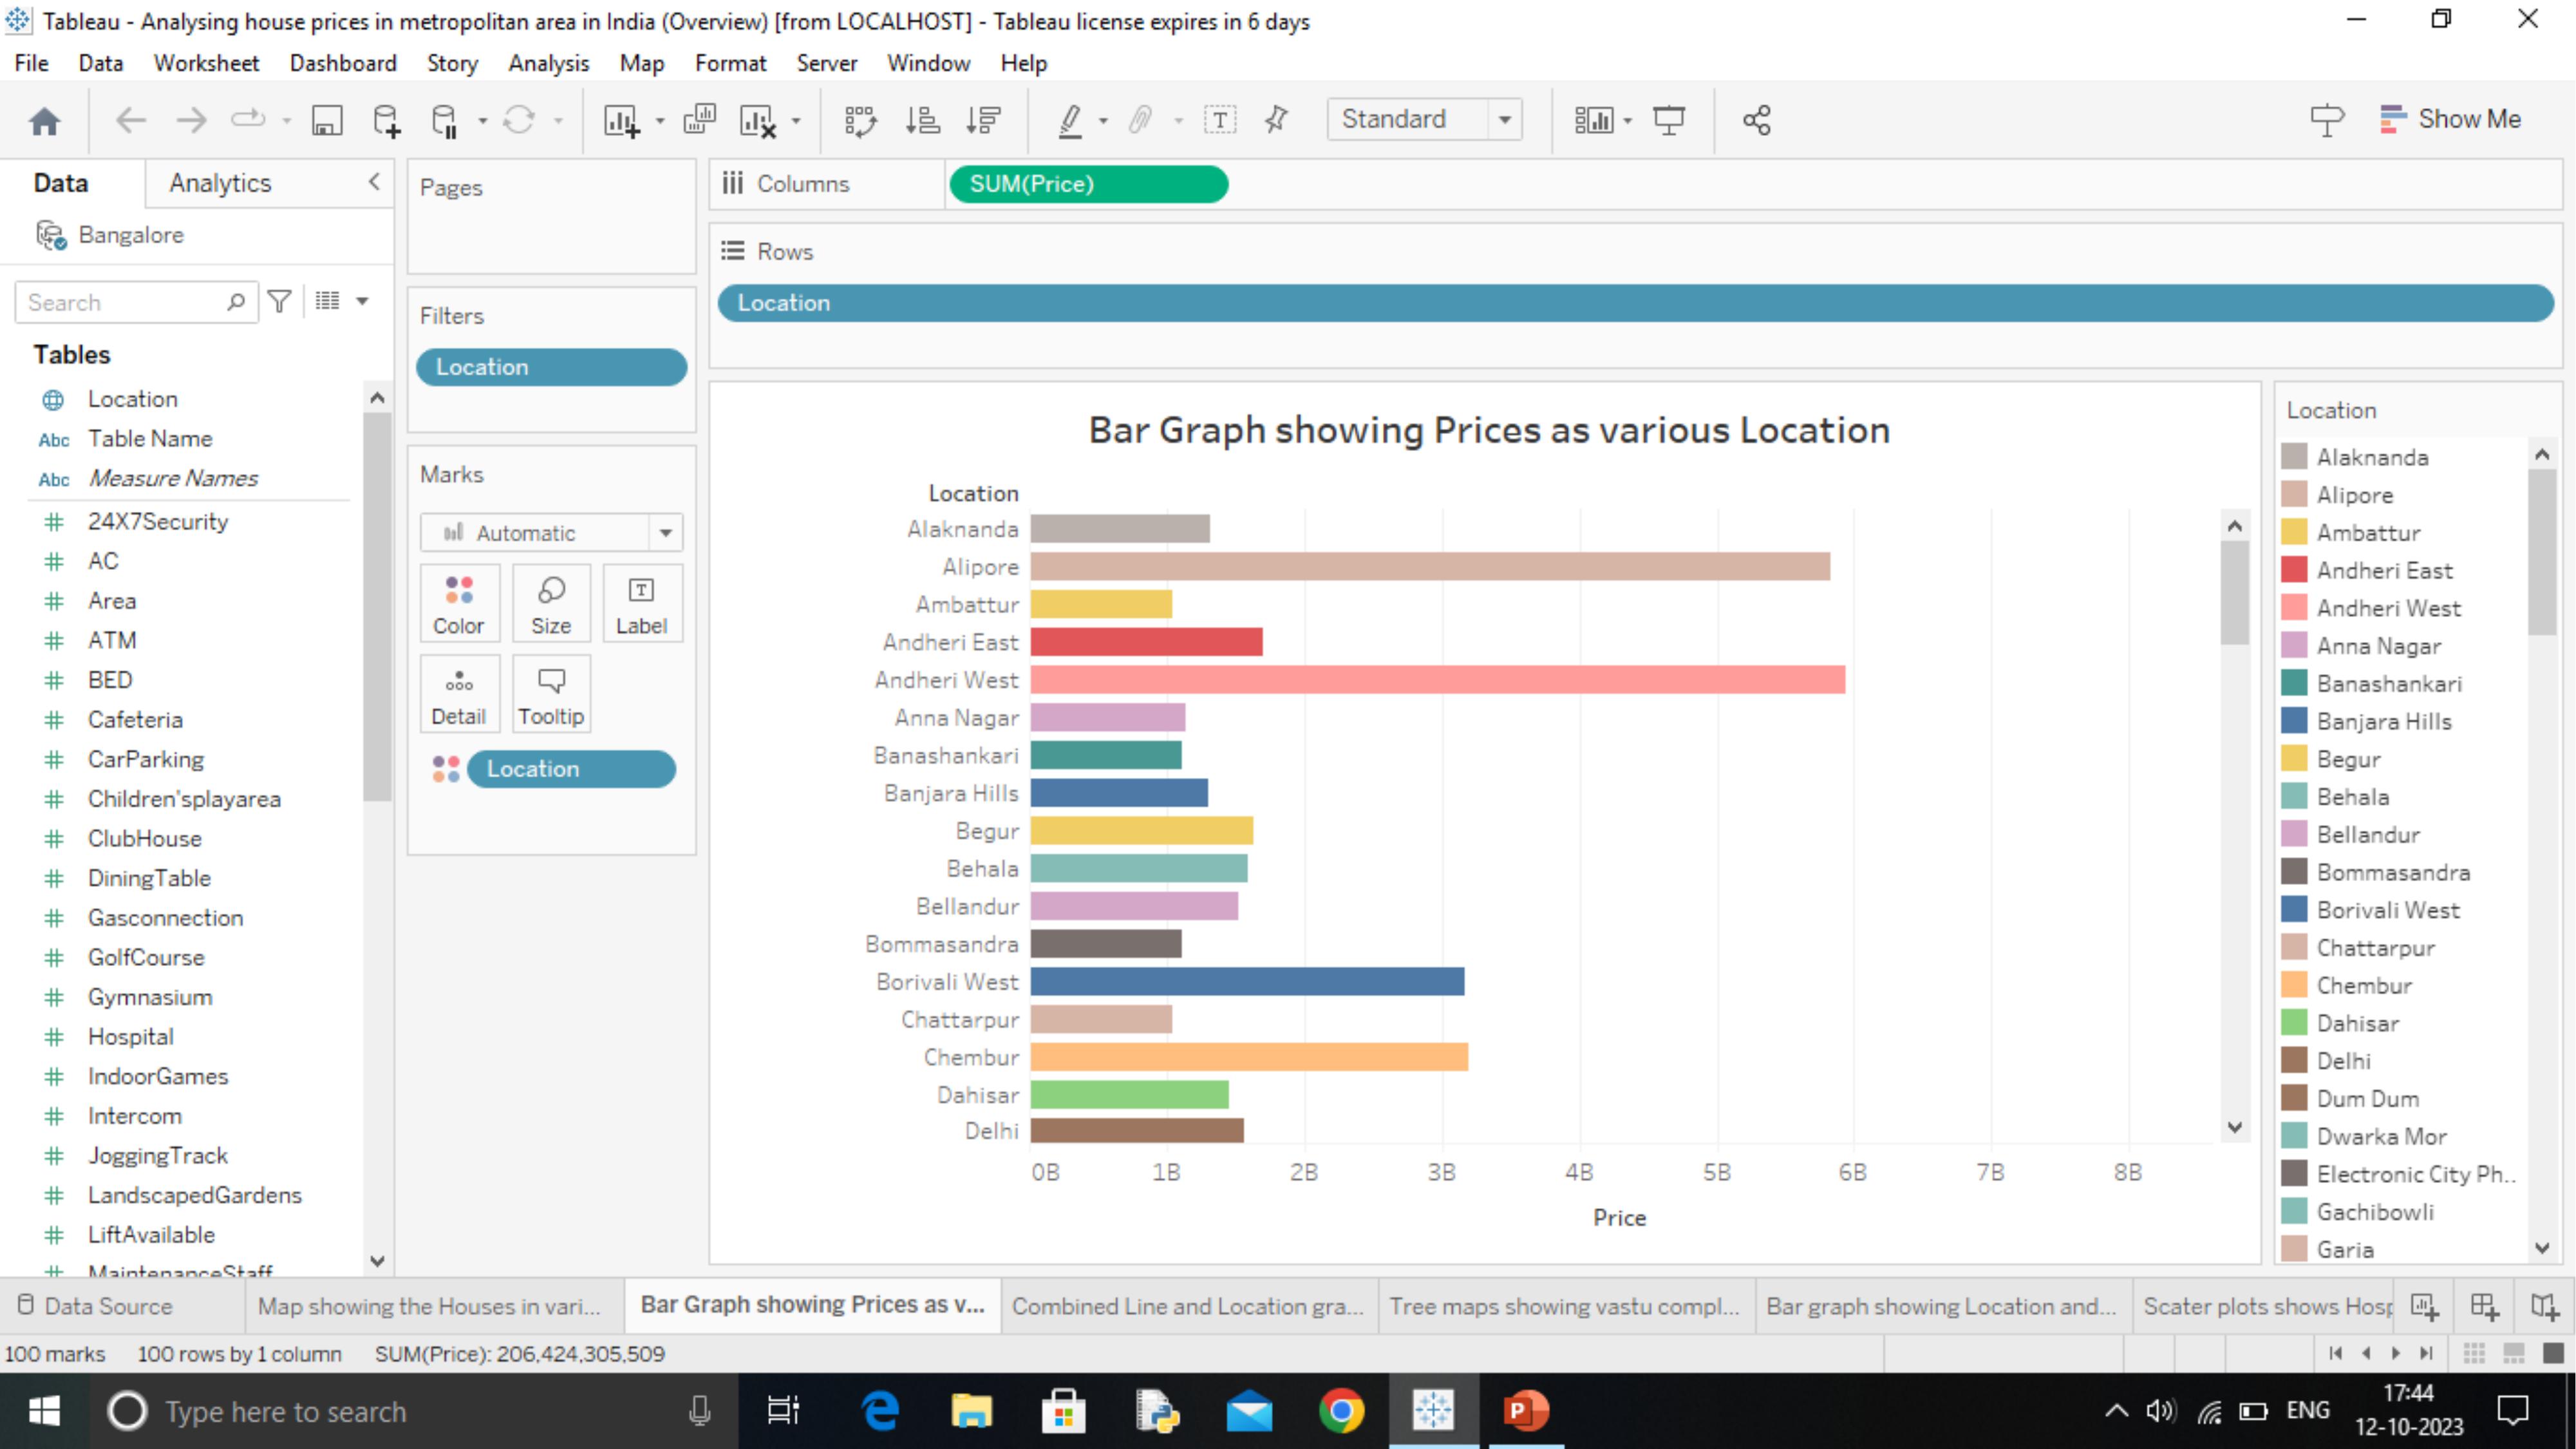 Tableau - Analysing house prices in metropolitan area in India (Overview) [from LOCALHOST] - Tableau license expires in 6 days
File Data Worksheet Dashboard Story Analysis Map Format Server Window Help
Standard
Show Me
Data Analytics
Bangalore
Search
Tables
Location
Abc Table Name
Abc Measure Names
24X7Security
AC
Area
ATM
BED
Cafeteria
CarParking
Children'splayarea
ClubHouse
DiningTable
Gasconnection
GolfCourse
Gymnasium
Hospital
IndoorGames
Intercom
JoggingTrack
LandscapedGardens
LiftAvailable
MaintenanceStaff
Pages
Filters
Location
Marks
Automatic
Color Size Label
Detail Tooltip
Location
Columns SUM(Price)
Rows
Location
Bar Graph showing Prices as various Location
Location
Alaknanda
Alipore
Ambattur
Andheri East
Andheri West
Anna Nagar
Banashankari
Banjara Hills
Begur
Behala
Bellandur
Bommasandra
Borivali West
Chattarpur
Chembur
Dahisar
Delhi
0B 1B 2B 3B 4B 5B 6B 7B 8B
Price
Location
Alaknanda
Alipore
Ambattur
Andheri East
Andheri West
Anna Nagar
Banashankari
Banjara Hills
Begur
Behala
Bellandur
Bommasandra
Borivali West
Chattarpur
Chembur
Dahisar
Delhi
Dum Dum
Dwarka Mor
Electronic City Ph..
Gachibowli
Garia
Data Source Map showing the Houses in vari... Bar Graph showing Prices as v... Combined Line and Location gra... Tree maps showing vastu compl... Bar graph showing Location and... Scater plots shows Hosp
100 marks 100 rows by 1 column SUM(Price): 206,424,305,509
Type here to search
ENG
17:44
12-10-2023